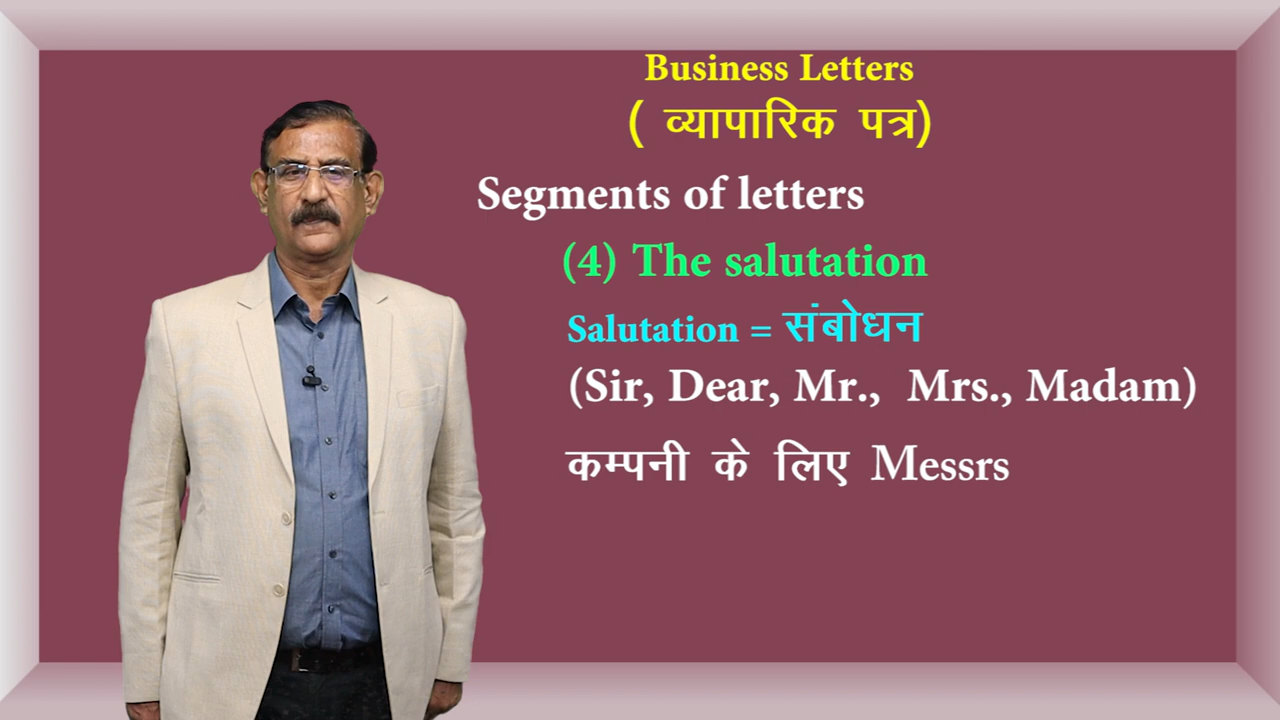 Business Letters
( व्यापारिक पत्र)
Segments of letters
(4) The salutation
Salutation = संबोधन
(Sir, Dear, Mr., Mrs., Madam)
कम्पनी के लिए Messrs